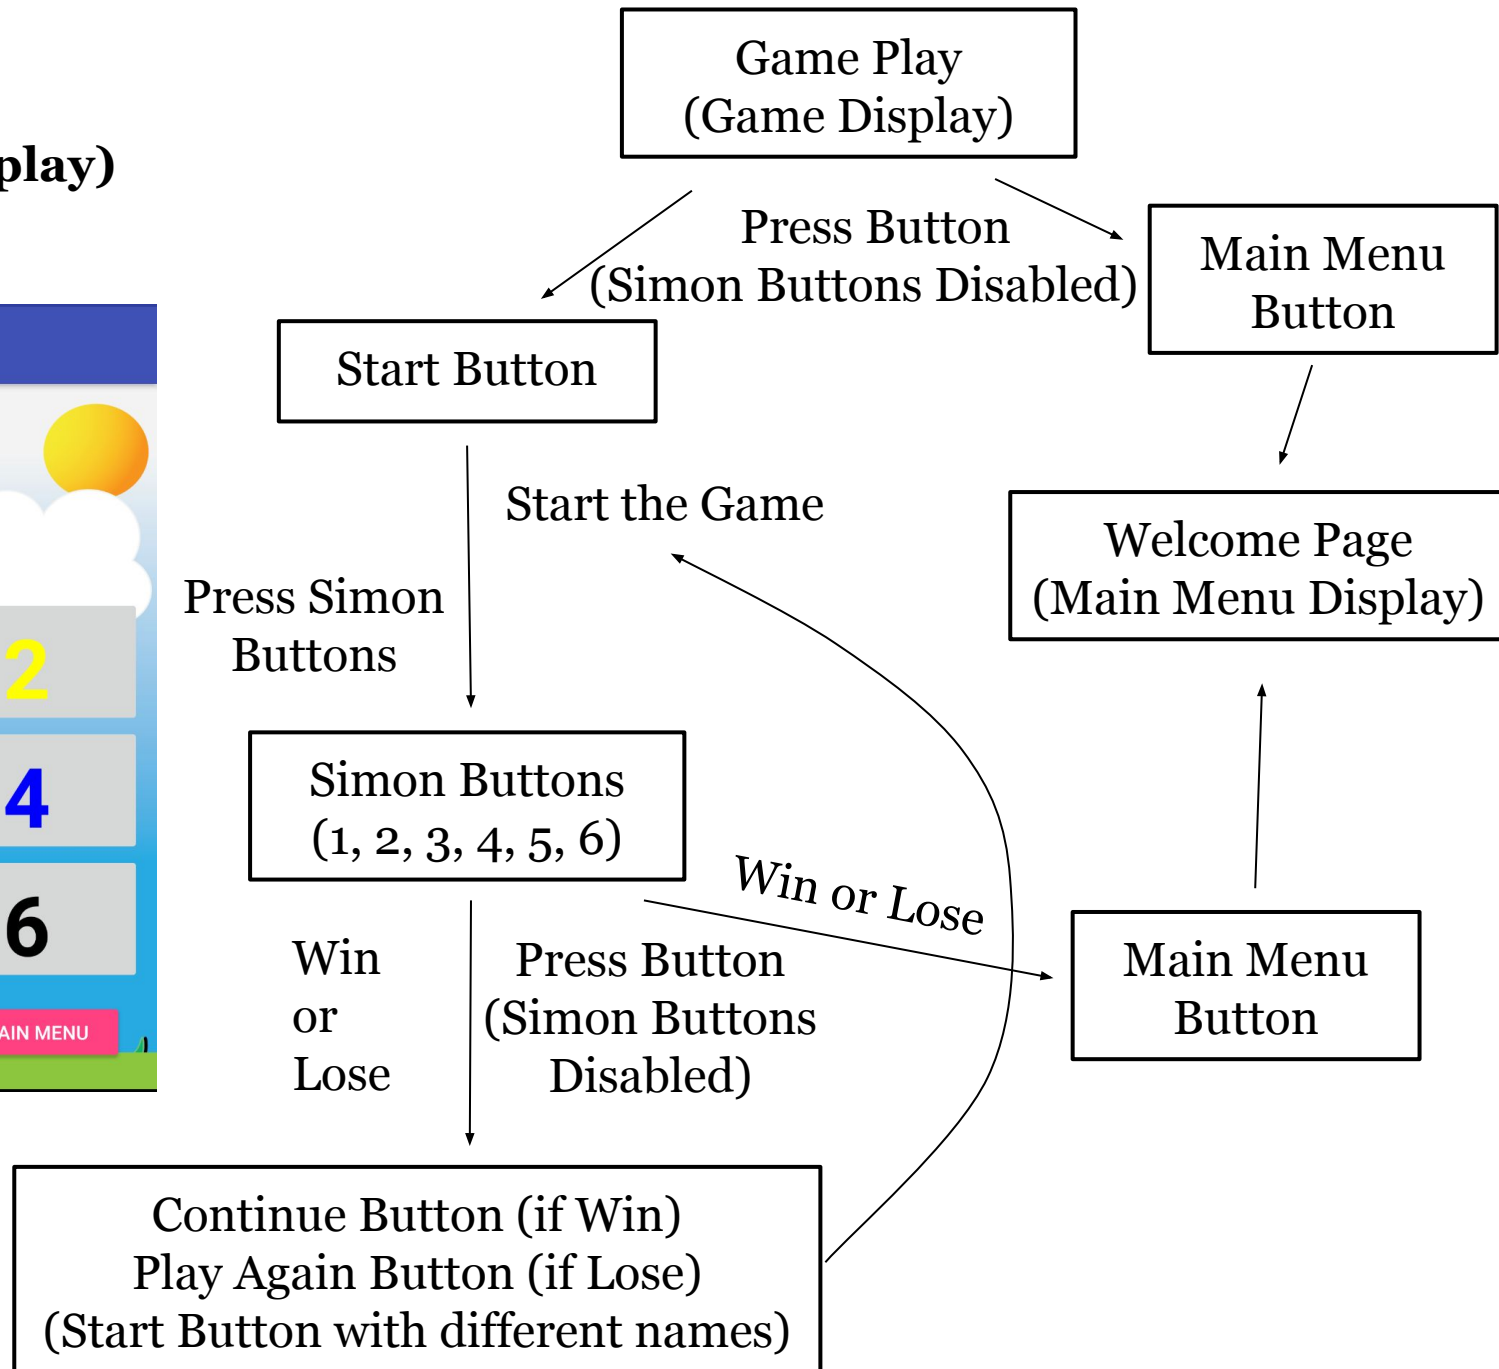 Game Play
(Game Display)
play)
Press Button
(Simon Buttons Disabled)
Main Menu
Button
Start Button
Start the Game
Welcome Page
(Main Menu Display)
Press Simon
Buttons
2
4
6
AIN MENU
Simon Buttons
(1, 2, 3, 4, 5, 6)
Win or Lose
Win
or
Lose
Press Button
(Simon Buttons
Disabled)
Main Menu
Button
Continue Button (if Win)
Play Again Button (if Lose)
(Start Button with different names)